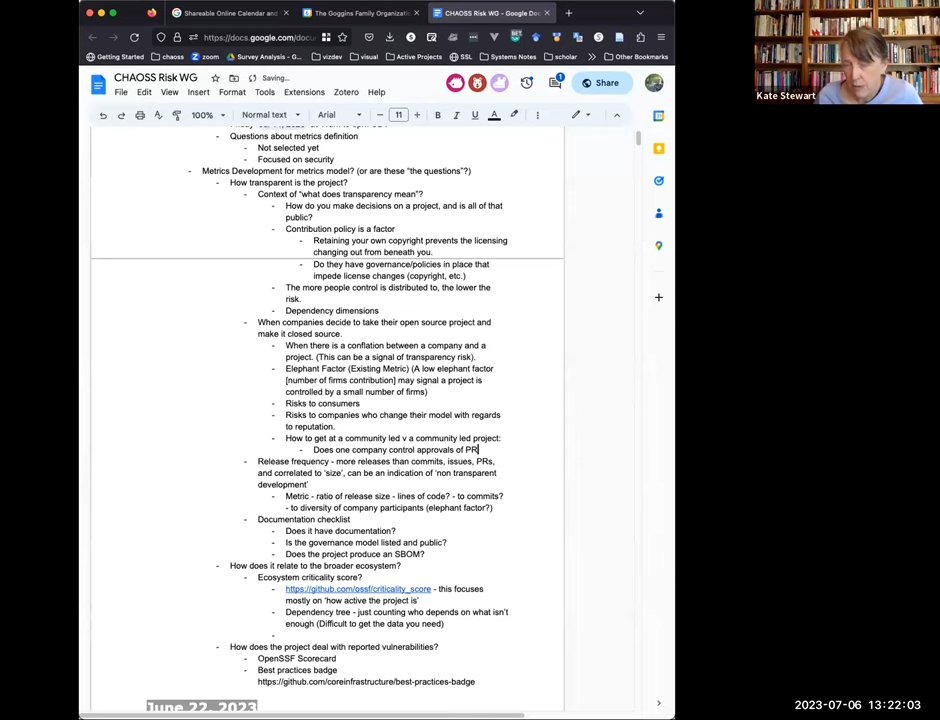 Shareable Online Calendar and
The Goggins Family Organizatio
CHAOSS Risk WG - Google Doc
https://docs.google.com/docu
Getting Started
chaoss
zoom
Survey Analysis - G
vizdev
visual
Active Projects
SSL
Systems Notes
scholar
Other Bookmarks
CHAOSS Risk WG
Saving...
File Edit View Insert Format Tools Extensions Zotero Help
1
Share
100%
Normal text
Arial
11
B I U A
- Questions about metrics definition
- Not selected yet
- Focused on security
- Metrics Development for metrics model? (or are these “the questions”?)
- How transparent is the project?
- Context of “what does transparency mean”?
- How do you make decisions on a project, and is all of that
public?
- Contribution policy is a factor
- Retaining your own copyright prevents the licensing
changing out from beneath you.
- Do they have governance/policies in place that
impede license changes (copyright, etc.)
- The more people control is distributed to, the lower the
risk.
- Dependency dimensions
- When companies decide to take their open source project and
make it closed source.
- When there is a conflation between a company and a
project. (This can be a signal of transparency risk).
- Elephant Factor (Existing Metric) (A low elephant factor
[number of firms contribution] may signal a project is
controlled by a small number of firms)
- Risks to consumers
- Risks to companies who change their model with regards
to reputation.
- How to get at a community led v a community led project:
- Does one company control approvals of PR
- Release frequency - more releases than commits, issues, PRs,
and correlated to ‘size’, can be an indication of ‘non transparent
development’
- Metric - ratio of release size - lines of code? - to commits?
- to diversity of company participants (elephant factor?)
- Documentation checklist
- Does it have documentation?
- Is the governance model listed and public?
- Does the project produce an SBOM?
- How does it relate to the broader ecosystem?
- Ecosystem criticality score?
- https://github.com/ossf/criticality_score - this focuses
mostly on ‘how active the project is’
- Dependency tree - just counting who depends on what isn’t
enough (Difficult to get the data you need)
-
- How does the project deal with reported vulnerabilities?
- OpenSSF Scorecard
- Best practices badge
https://github.com/coreinfrastructure/best-practices-badge
June 22, 2023
Kate Stewart
2023-07-06 13:22:03